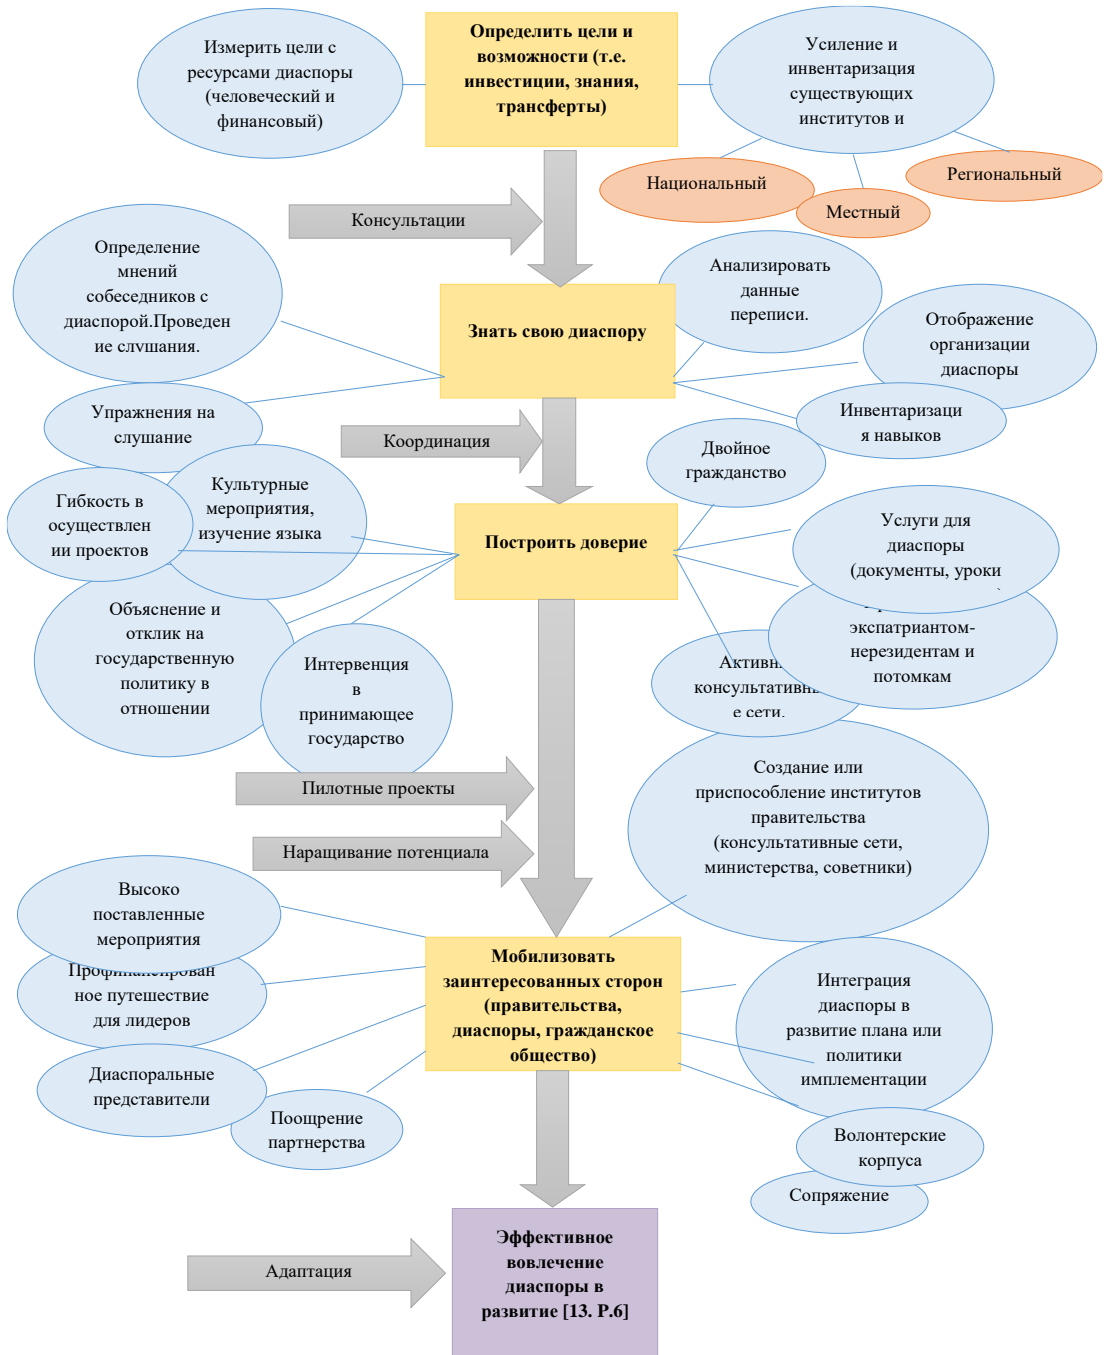 Измерить цели с
ресурсами диаспоры
(человеческий и
финансовый)
Определить цели и
возможности (т.е.
инвестиции, знания,
трансферты)
Усиление и
инвентаризация
существующих
институтов и
Национальный
Местный
Региональный
Консультации
Определение
мнений
собеседников с
диаспорой.Проведен
ие слушания.
Знать свою диаспору
Анализировать
данные
переписи.
Отображение
организации
диаспоры
Упражнения на
слушание
Инвентаризаци
я навыков
Координация
Двойное
гражданство
Гибкость в
осуществлен
ии проектов
Культурные
мероприятия,
изучение языка
Построить доверие
Услуги для
диаспоры
(документы, уроки
экспатриантом-
нерезидентам и
потомкам
Объяснение и
отклик на
государственную
политику в
отношении
Интервенция
в
принимающее
государство
е сети.
Пилотные проекты
Наращивание потенциала
Создание или
приспособление институтов
правительства
(консультативные сети,
министерства, советники)
Высоко
поставленные
мероприятия
Профинансирован
ное путешествие
для лидеров
Диаспоральные
представители
Поощрение
партнерства
Мобилизовать
заинтересованных сторон
(правительства,
диаспоры, гражданское
общество)
Интеграция
диаспоры в
развитие плана или
политики
имплементации
Волонтерские
корпуса
Сопряжение
Адаптация
Эффективное
вовлечение
диаспоры в
развитие [13. P.6]